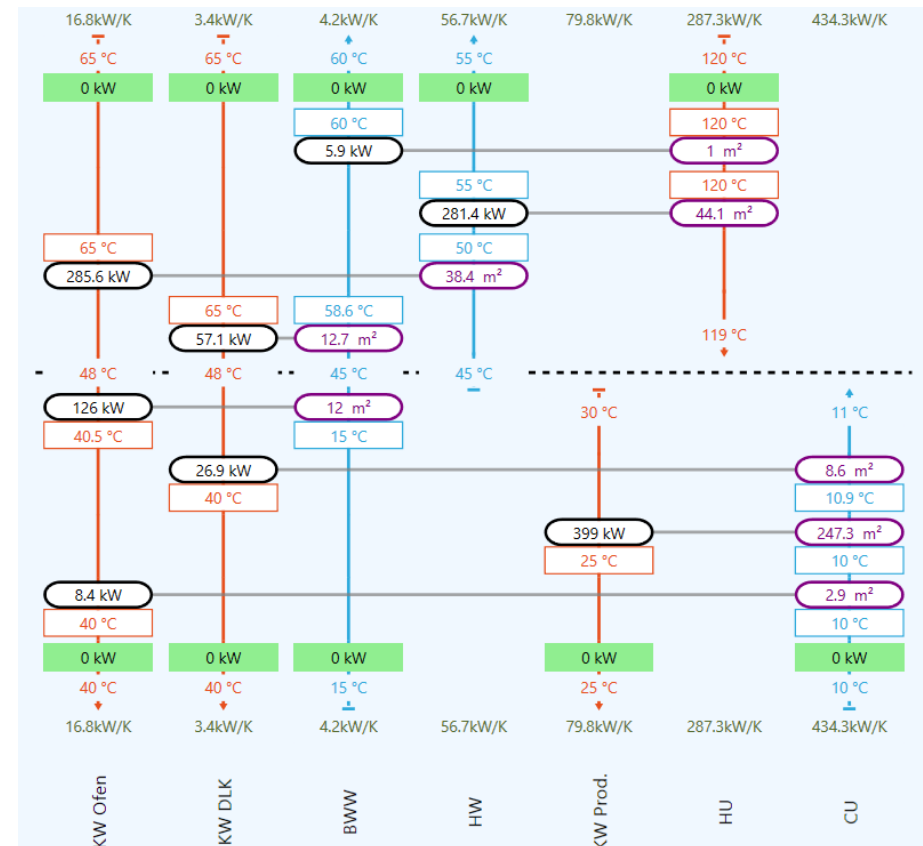 16.8kW/K 3.4kW/K 4.2kW/K 56.7kW/K 79.8kW/K 287.3kW/K 434.3kW/K
65 °C 65 °C 60 °C 55 °C 120 °C
0 kW 0 kW 0 kW 0 kW 0 kW
60 °C 120 °C
5.9 kW 1 m²
55 °C 120 °C
281.4 kW 44.1 m²
65 °C 50 °C
285.6 kW 38.4 m²
65 °C 58.6 °C
57.1 kW 12.7 m²
119 °C
48 °C 48 °C 45 °C 45 °C
126 kW 12 m²
30 °C 11 °C
40.5 °C 15 °C
26.9 kW 8.6 m²
40 °C 10.9 °C
399 kW 247.3 m²
25 °C 10 °C
8.4 kW 2.9 m²
40 °C 10 °C
0 kW 0 kW 0 kW 0 kW 0 kW
40 °C 40 °C 15 °C 25 °C 10 °C
16.8kW/K 3.4kW/K 4.2kW/K 56.7kW/K 79.8kW/K 287.3kW/K 434.3kW/K
KW Ofen
KW DLK
BWW
HW
KW Prod.
HU
CU